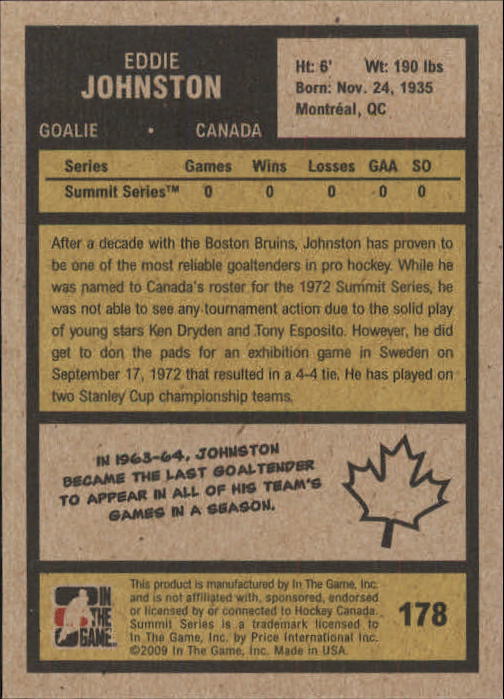 EDDIE
JOHNSTON
GOALIE • CANADA
Ht: 6' Wt: 190 lbs
Born: Nov. 24, 1935
Montréal, QC
Series Games Wins Losses GAA SO
Summit Series™ 0 0 0 0 0
After a decade with the Boston Bruins, Johnston has proven to
be one of the most reliable goaltenders in pro hockey. While he
was named to Canada's roster for the 1972 Summit Series, he
was not able to see any tournament action due to the solid play
of young stars Ken Dryden and Tony Esposito. However, he did
get to don the pads for an exhibition game in Sweden on
September 17, 1972 that resulted in a 4-4 tie. He has played on
two Stanley Cup championship teams.
IN 1963-64, JOHNSTON
BECAME THE LAST GOALTENDER
TO APPEAR IN ALL OF HIS TEAM'S
GAMES IN A SEASON.
IN
THE
GAME
This product is manufactured by In The Game, Inc.
and is not affiliated with, sponsored, endorsed
or licensed by or connected to Hockey Canada.
Summit Series is a trademark licensed to
In The Game, Inc. by Price International Inc.
©2009 In The Game, Inc. Made in USA.
178